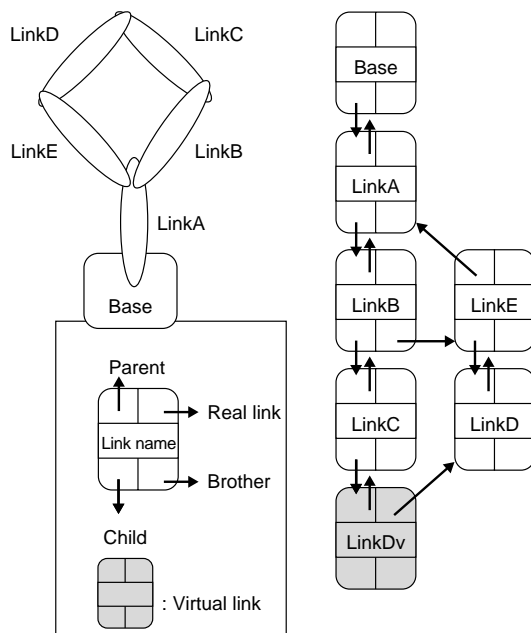 LinkD
LinkC
LinkE
LinkB
LinkA
Base
Parent
Real link
Link name
Brother
Child
: Virtual link
Base
LinkA
LinkB
LinkE
LinkC
LinkD
LinkDv